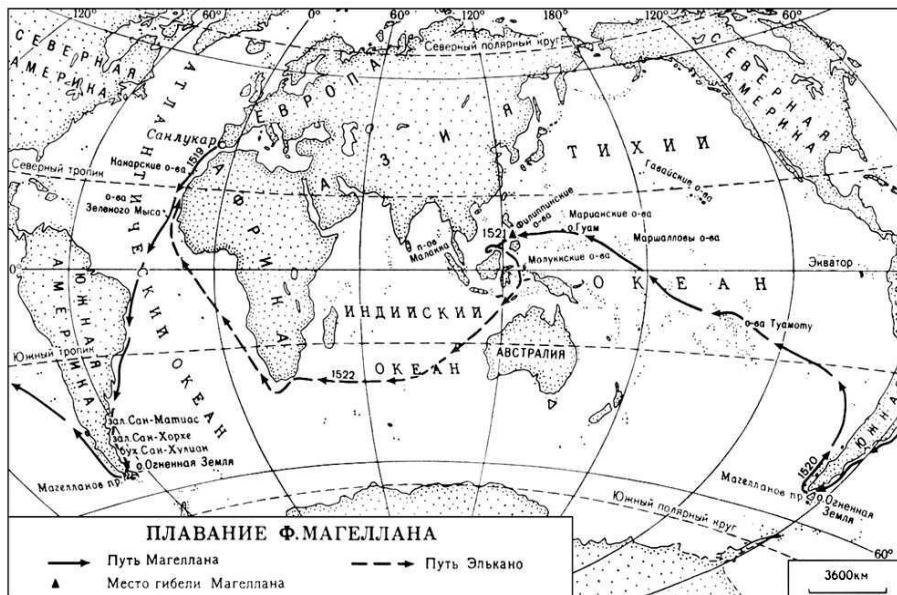 60°
0°
60°
120°
180°
120°
60°
Северный полярный круг
СЕВЕРНАЯ
АМЕРИКА
СЕВЕРНАЯ
АМЕРИКА
АТЛАНТИЧЕСКИЙ ОКЕАН
ЕВРОПА
АЗИЯ
ТИХИЙ
Санлукар
1519
Канарские о-ва
Северный тропик
Гавайские о-ва
о-ва
Зеленого Мыса
АФРИКА
1521
Филиппинские
о-ва
Марианские о-ва
о.Гуам
Маршалловы о-ва
п-ов
Малакка
Молуккские о-ва
Экватор
0°
0
ОКЕАН
ЮЖНАЯ
АМЕРИКА
ИНДИЙСКИЙ
о-ва Туамоту
Южный тропик
АВСТРАЛИЯ
1522
ОКЕАН
зал.Сан-Матиас
зал.Сан-Хорхе
бух.Сан-Хулиан
о.Огненная Земля
Магелланов пр.
ЮЖНАЯ
1520
Магелланов пр.
о.Огненная
Земля
Южный полярный
круг
60°
ПЛАВАНИЕ Ф.МАГЕЛЛАНА
Путь Магеллана
Путь Элькано
Место гибели Магеллана
3600км